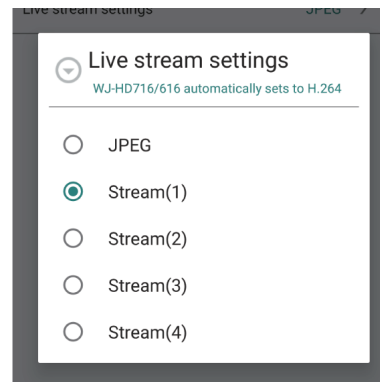 Live stream settings JPEG
Live stream settings
WJ-HD716/616 automatically sets to H.264
JPEG
Stream(1)
Stream(2)
Stream(3)
Stream(4)